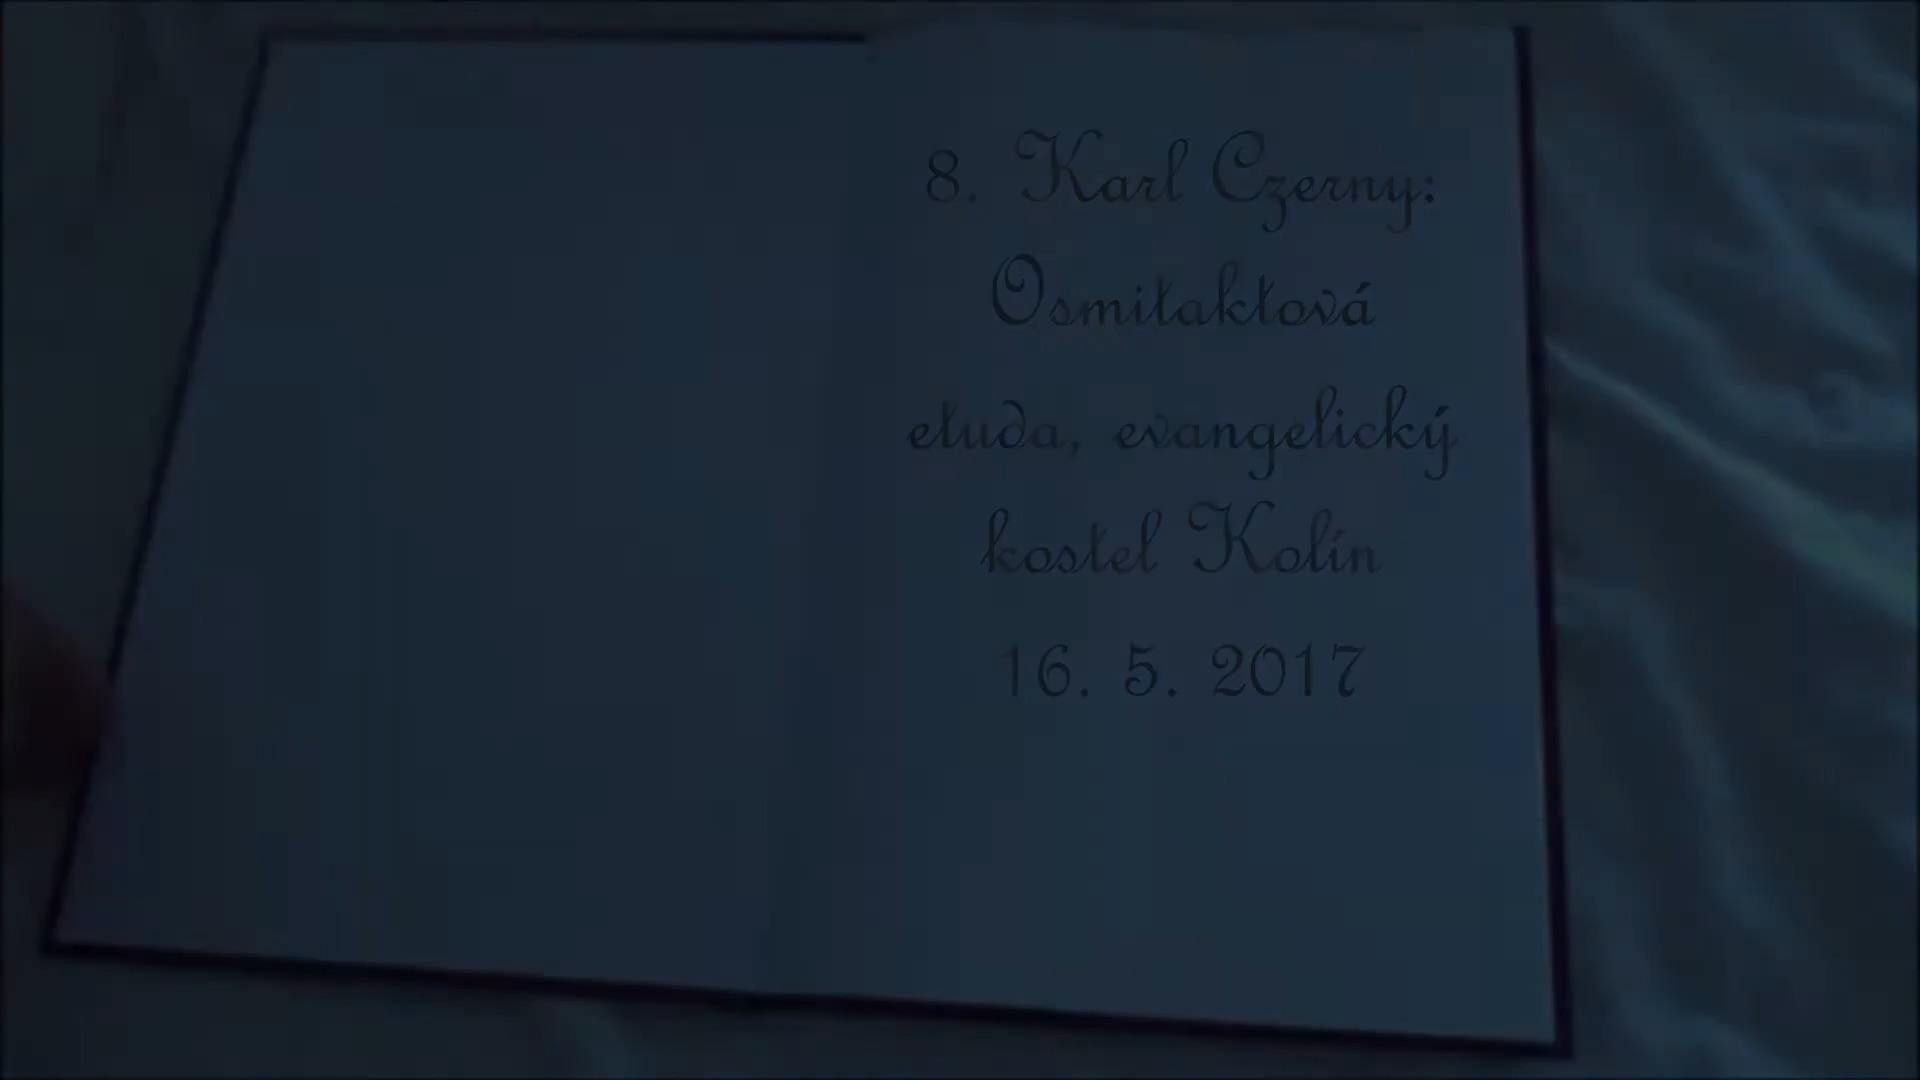 8. Karl Czerny:
Osmitaktová
etuda, evangelický
kostel Kolín
16. 5. 2017